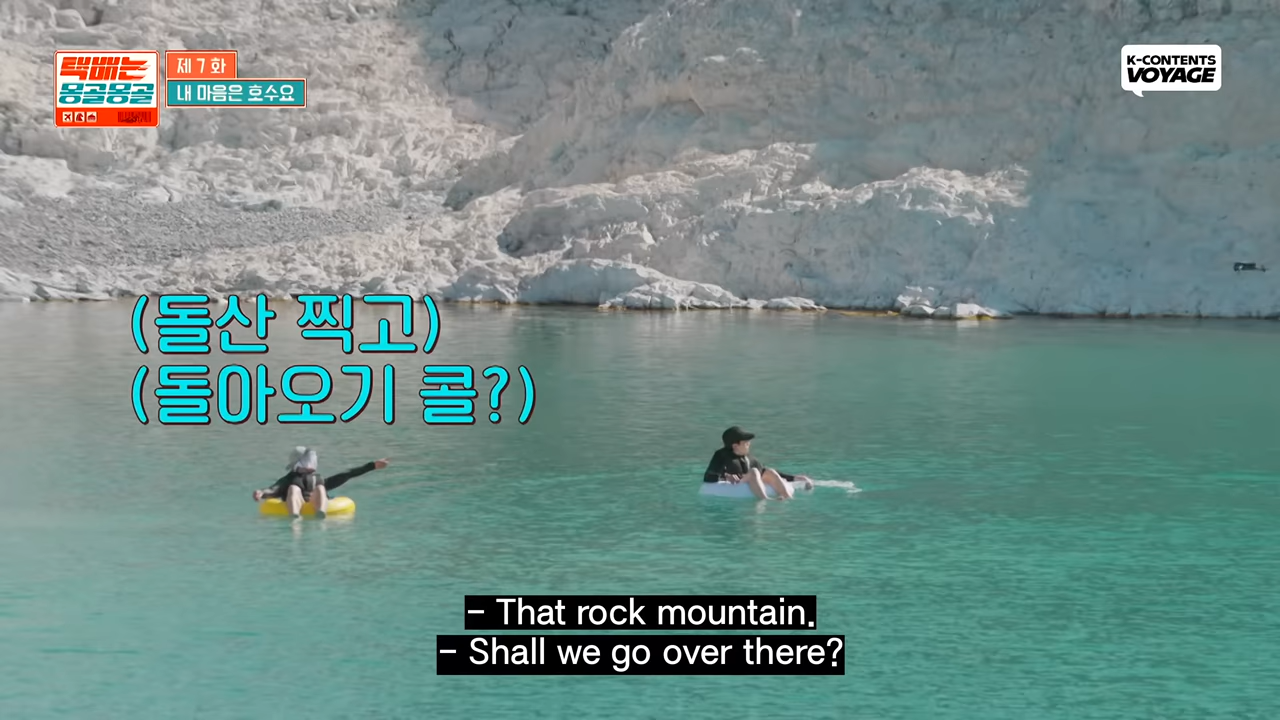 택배는
몽골몽골
제 7 화
내 마음은 호수요
K-CONTENTS
VOYAGE
(돌산 찍고)
(돌아오기 콜?)
- That rock mountain.
- Shall we go over there?